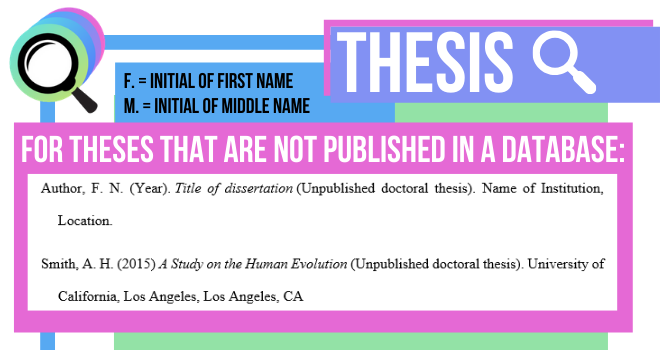 THESIS
F. = INITIAL OF FIRST NAME
M. = INITIAL OF MIDDLE NAME
FOR THESES THAT ARE NOT PUBLISHED IN A DATABASE:
Author, F. N. (Year). Title of dissertation (Unpublished doctoral thesis). Name of Institution,
Location.
Smith, A. H. (2015) A Study on the Human Evolution (Unpublished doctoral thesis). University of
California, Los Angeles, Los Angeles, CA